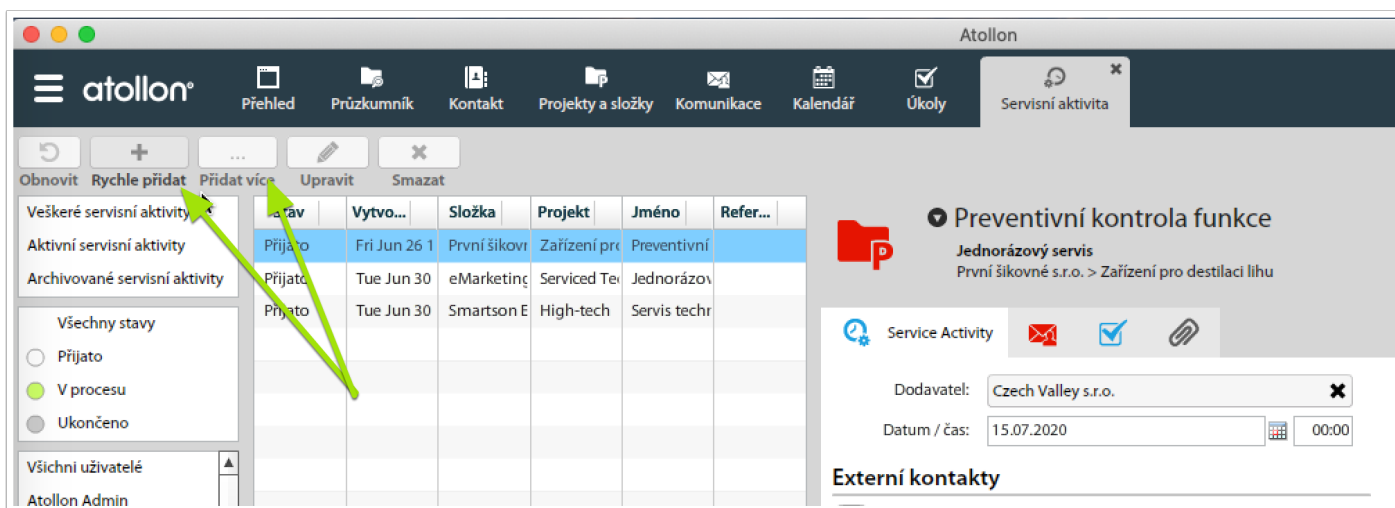 Atollon
atollon
Přehled
Průzkumník
Kontakt
Projekty a složky
Komunikace
Kalendář
Úkoly
Servisní aktivita
Obnovit
Rychle přidat
Přidat více
Upravit
Smazat
Veškeré servisní aktivity
Aktivní servisní aktivity
Archivované servisní aktivity
Všechny stavy
Přijato
V procesu
Ukončeno
Všichni uživatelé
Atollon Admin
Stav Vytvo... Složka Projekt Jméno Refer...
Přijato Fri Jun 26 1 První šikovn Zařízení pro Preventivní
Přijato Tue Jun 30 eMarketing Serviced Te Jednorázov
Přijato Tue Jun 30 Smartson E High-tech Servis techn
Preventivní kontrola funkce
Jednorázový servis
První šikovné s.r.o. > Zařízení pro destilaci lihu
Service Activity
Dodavatel: Czech Valley s.r.o.
Datum / čas: 15.07.2020 00:00
Externí kontakty